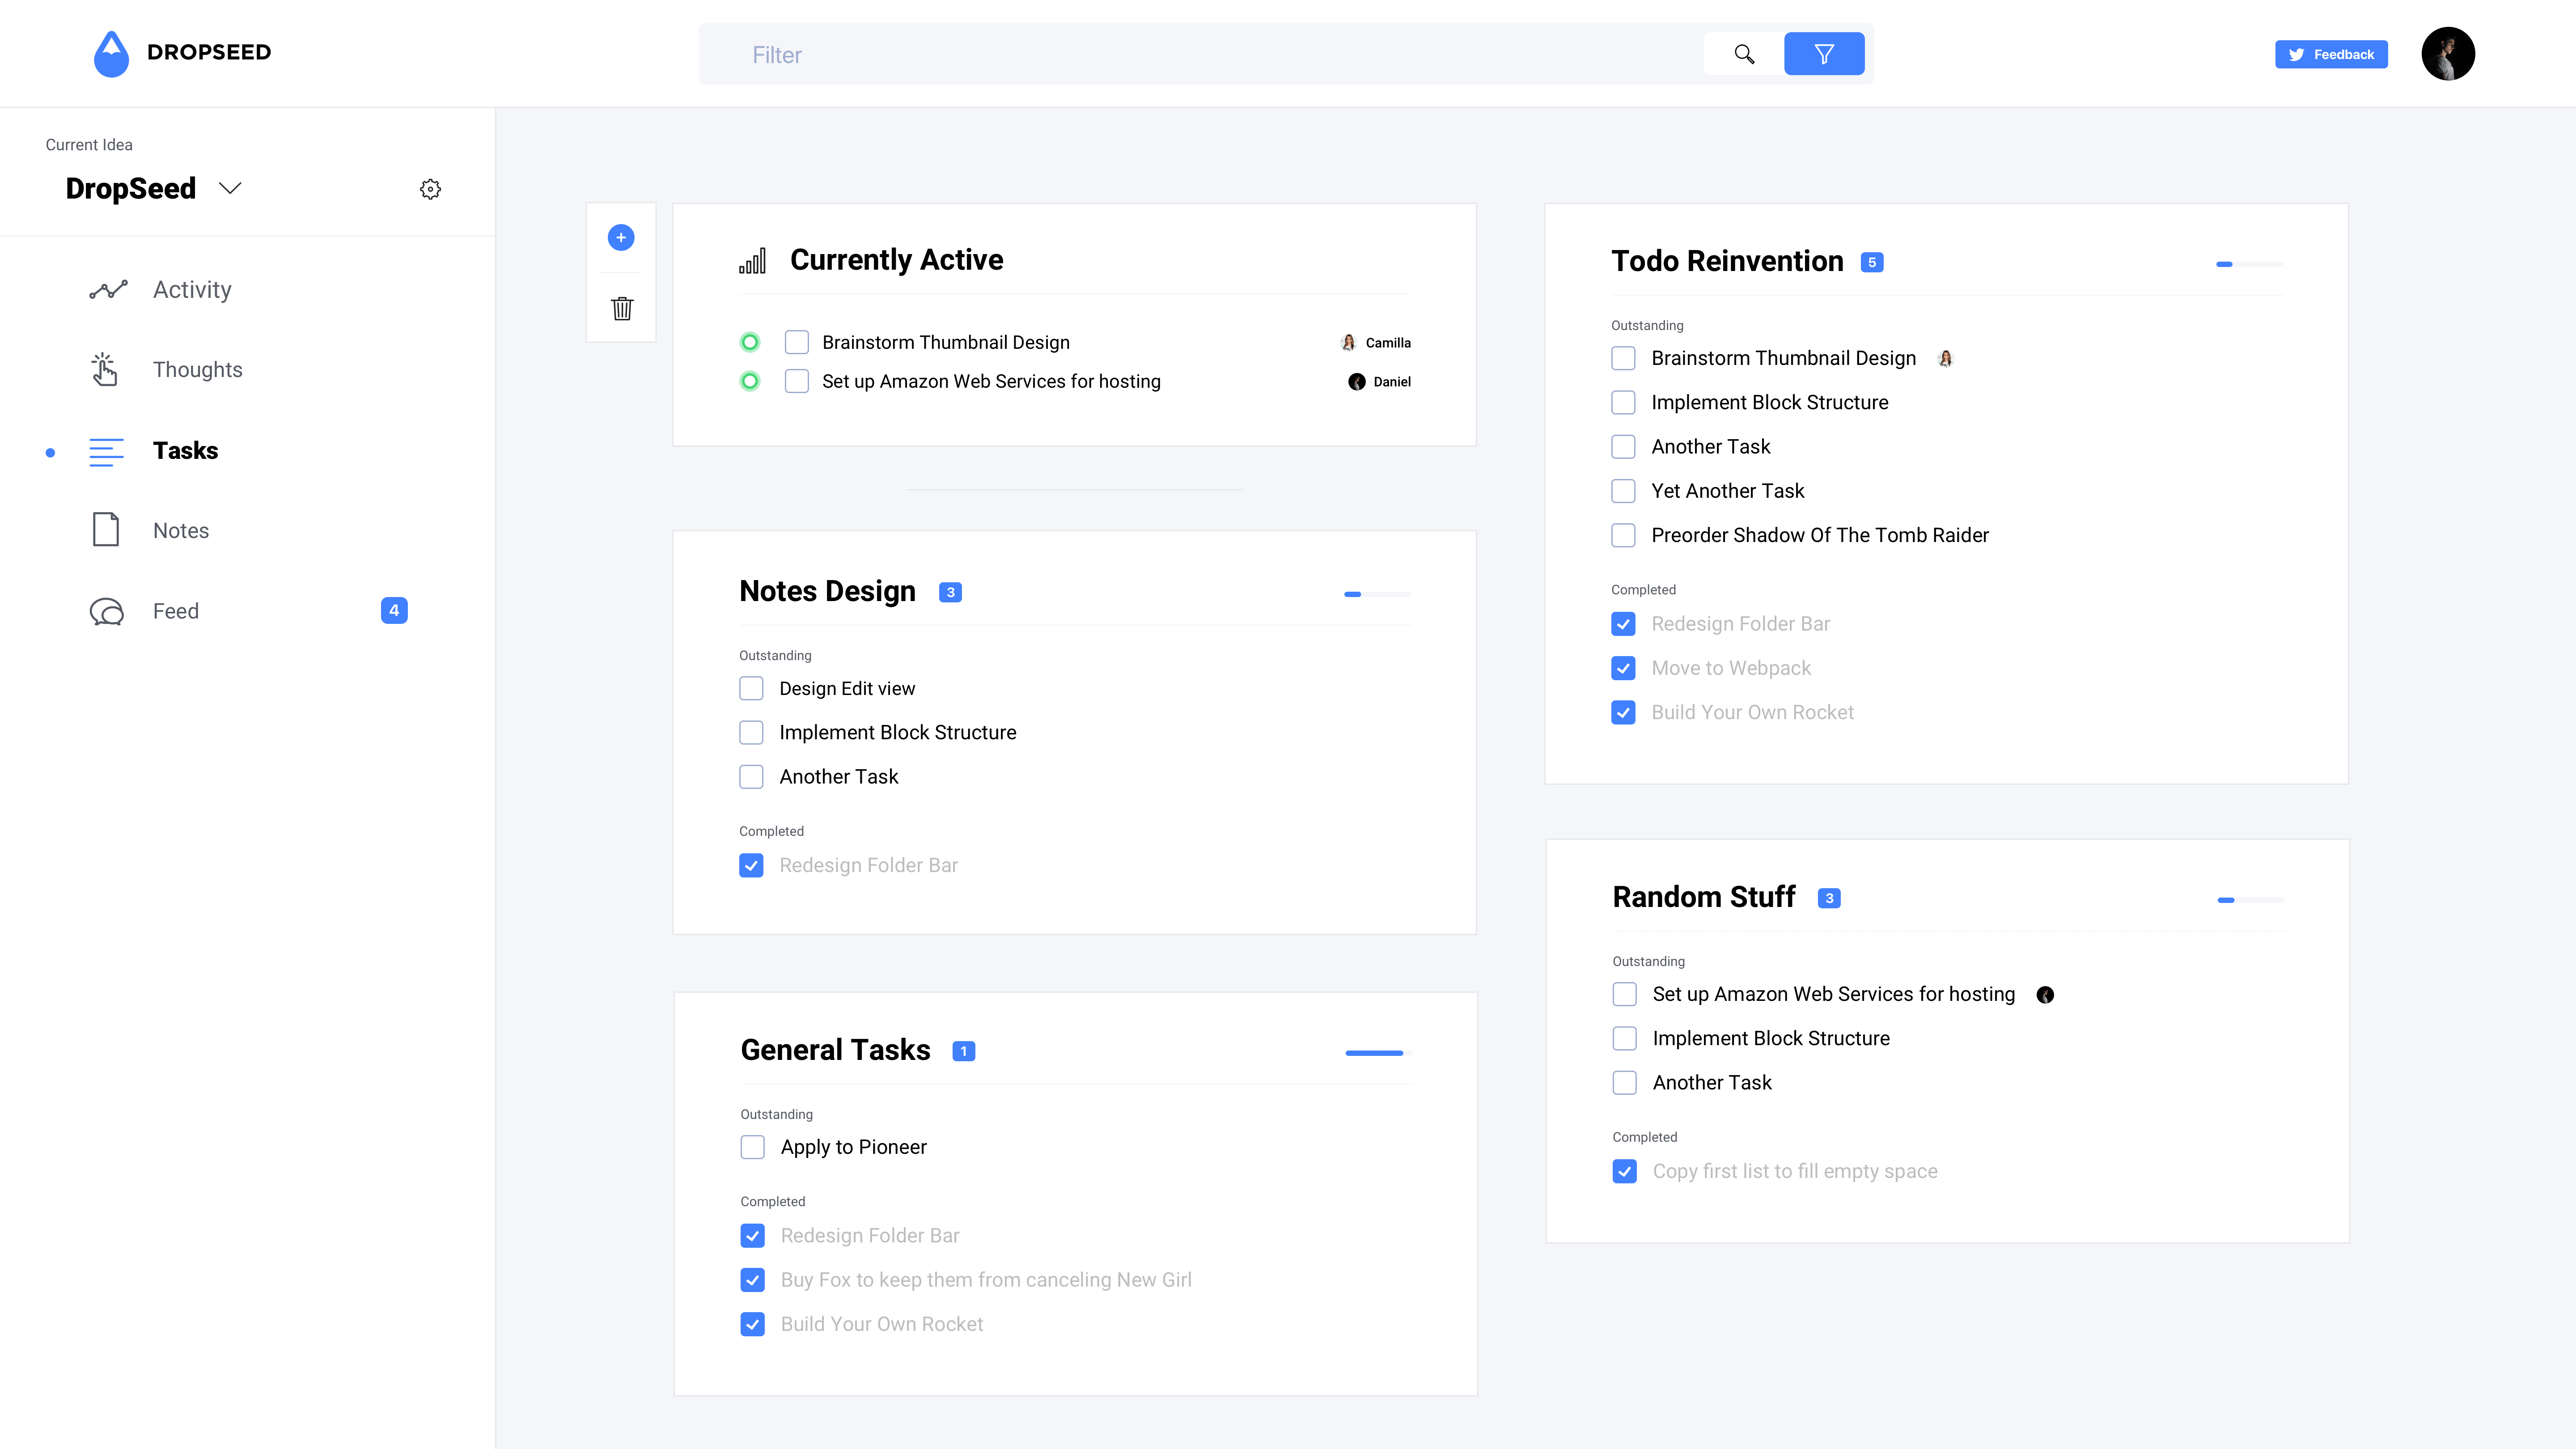 DROPSEED
Filter
Feedback
Current Idea
DropSeed
Activity
Thoughts
Tasks
Notes
Feed
4
Currently Active
Brainstorm Thumbnail Design
Camilla
Set up Amazon Web Services for hosting
Daniel
Notes Design
3
Outstanding
Design Edit view
Implement Block Structure
Another Task
Completed
Redesign Folder Bar
General Tasks
1
Outstanding
Apply to Pioneer
Completed
Redesign Folder Bar
Buy Fox to keep them from canceling New Girl
Build Your Own Rocket
Todo Reinvention
5
Outstanding
Brainstorm Thumbnail Design
Implement Block Structure
Another Task
Yet Another Task
Preorder Shadow Of The Tomb Raider
Completed
Redesign Folder Bar
Move to Webpack
Build Your Own Rocket
Random Stuff
3
Outstanding
Set up Amazon Web Services for hosting
Implement Block Structure
Another Task
Completed
Copy first list to fill empty space